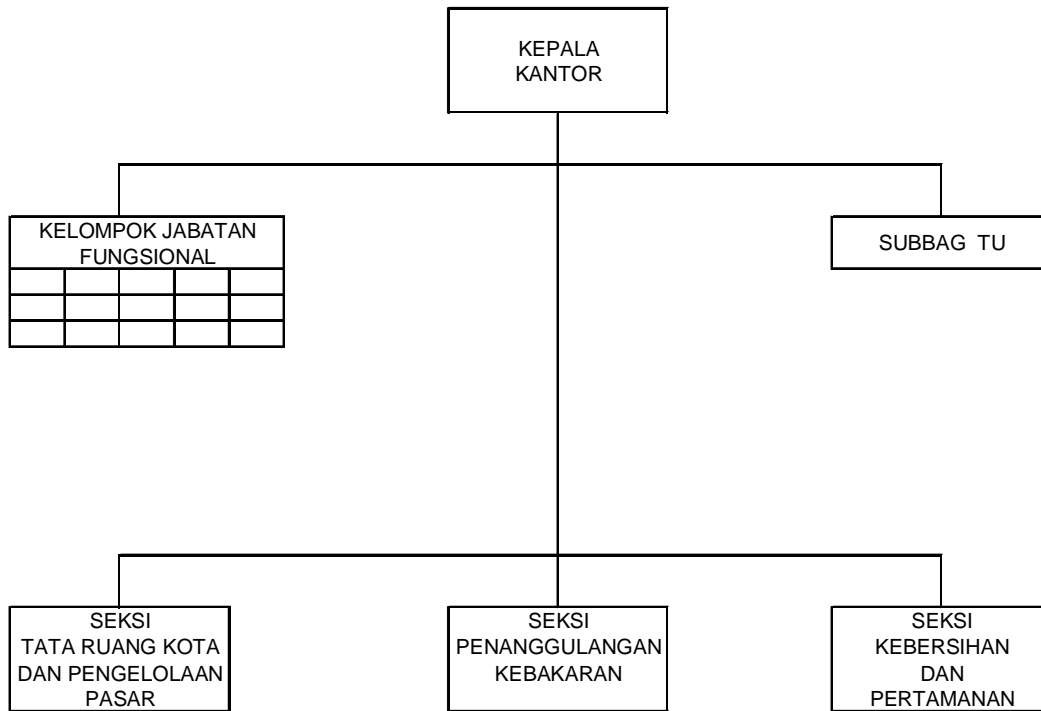 KEPALA
KANTOR
KELOMPOK JABATAN
FUNGSIONAL
SUBBAG TU
SEKSI
TATA RUANG KOTA
DAN PENGELOLAAN
PASAR
SEKSI
PENANGGULANGAN
KEBAKARAN
SEKSI
KEBERSIHAN
DAN
PERTAMANAN